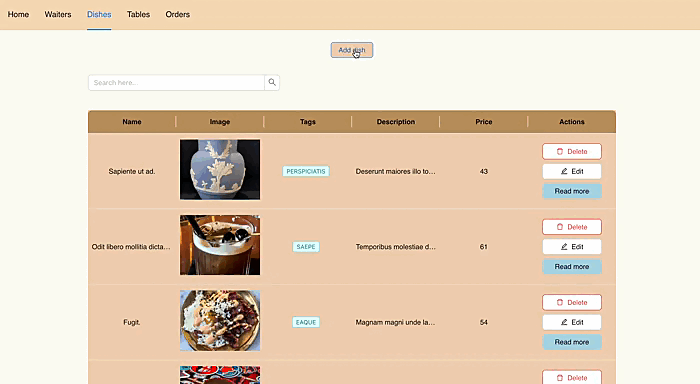 Home Waiters Dishes Tables Orders
Add dish
Search here...
Name Image Tags Description Price Actions
Sapiente ut ad. PERSPICIATIS Deserunt maiores illo to... 43
Delete
Edit
Read more
Odit libero mollitia dicta... SAEPE Temporibus molestiae d... 61
Delete
Edit
Read more
Fugit. EAQUE Magnam magni unde la... 54
Delete
Edit
Read more
Delete